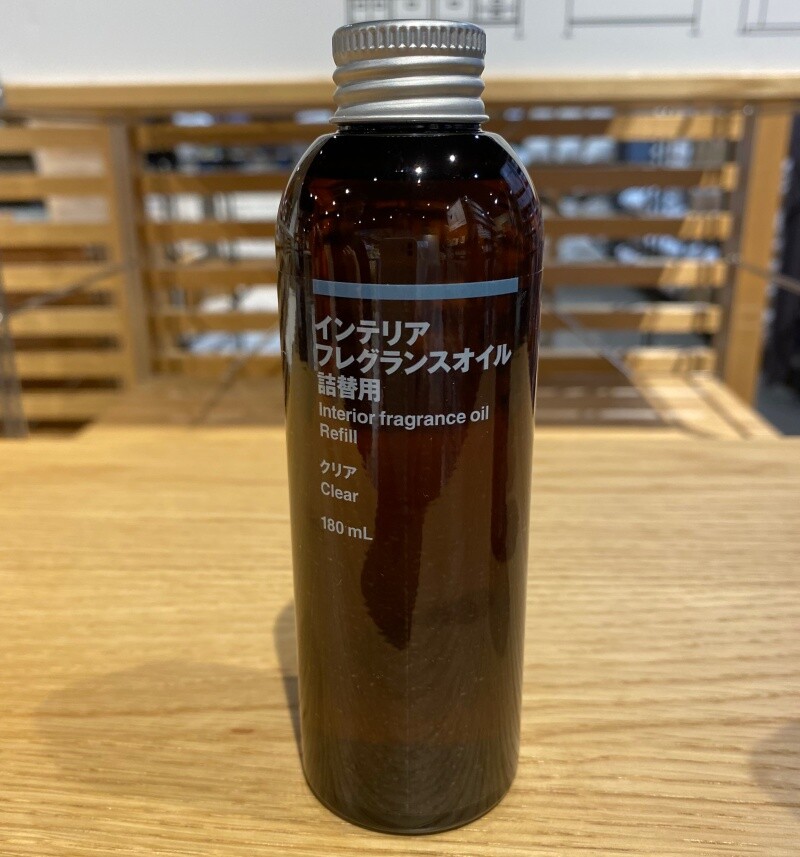 インテリア
フレグランスオイル
詰替用
Interior fragrance oil
Refill
クリア
Clear
180 mL